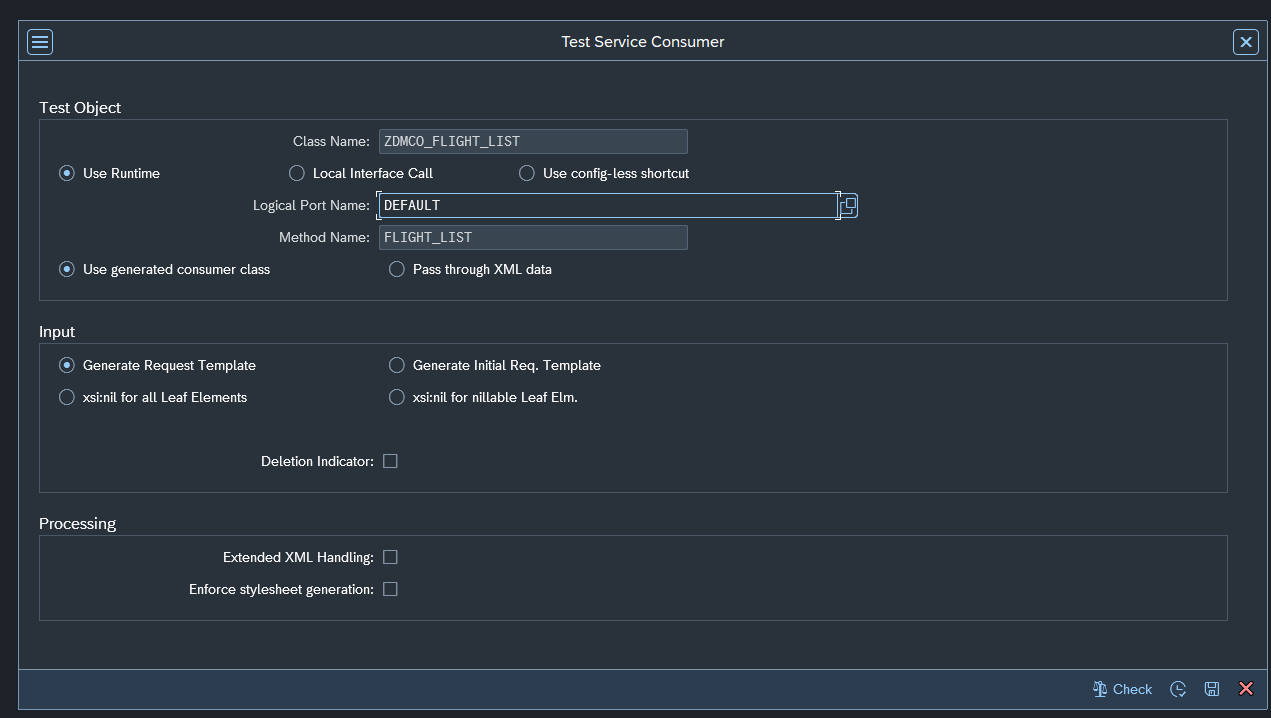 Test Service Consumer
Test Object
Class Name: ZDMCO_FLIGHT_LIST
Use Runtime Local Interface Call Use config-less shortcut
Logical Port Name: DEFAULT
Method Name: FLIGHT_LIST
Use generated consumer class Pass through XML data
Input
Generate Request Template Generate Initial Req. Template
xsi:nil for all Leaf Elements xsi:nil for nillable Leaf Elm.
Deletion Indicator:
Processing
Extended XML Handling:
Enforce stylesheet generation:
Check